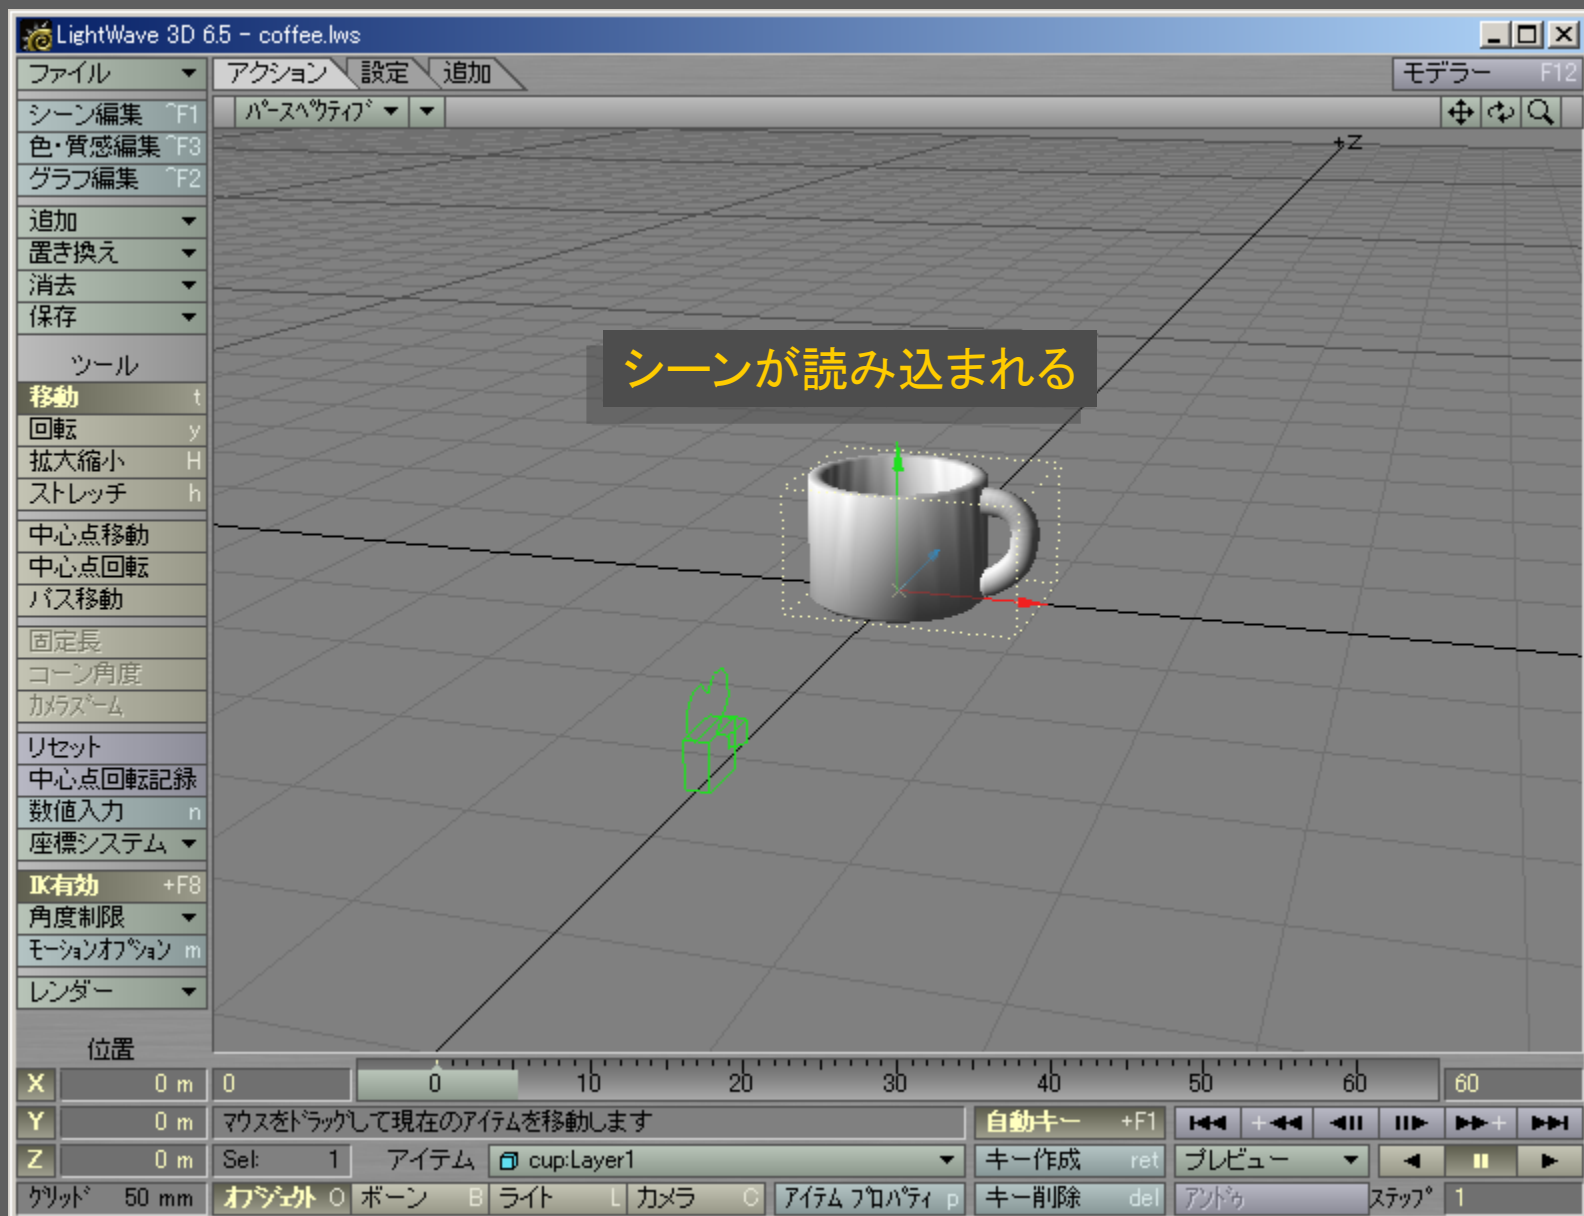 LightWave 3D 6.5 - coffee.lws
ファイル
アクション 設定 追加
モデラー F12
シーン編集 ^F1
パースペクティブ
色・質感編集 ^F3
グラフ編集 ^F2
+Z
追加
置き換え
消去
保存
シーンが読み込まれる
ツール
移動 t
回転 y
拡大縮小 H
ストレッチ h
中心点移動
中心点回転
パス移動
固定長
コーン角度
カメラズーム
リセット
中心点回転記録
数値入力 n
座標システム
IK有効 +F8
角度制限
モーションオプション m
レンダー
位置
X 0 m 0 0 10 20 30 40 50 60 60
Y 0 m マウスをドラッグして現在のアイテムを移動します 自動キー +F1
Z 0 m Sel: 1 アイテム cup:Layer1 キー作成 ret プレビュー
グリッド 50 mm オブジェクト O ボーン B ライト L カメラ C アイテム プロパティ p キー削除 del アンドゥ ステップ 1